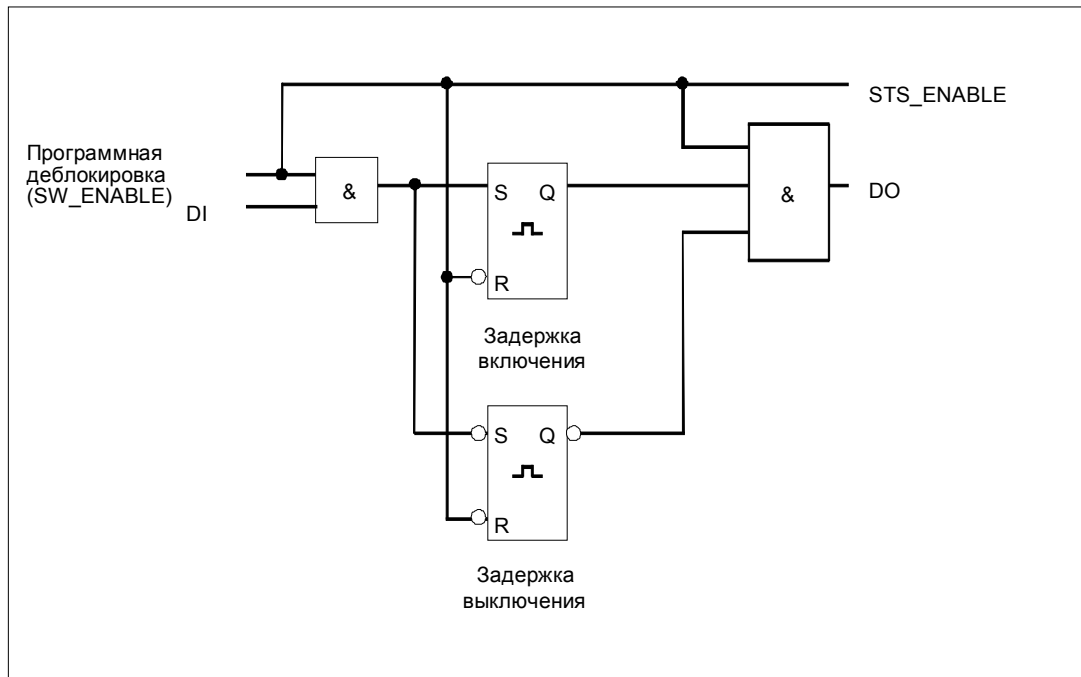 STS_ENABLE
Программная
деблокировка
(SW_ENABLE)
DI
&
S Q
R
&
DO
Задержка
включения
S Q
R
Задержка
выключения